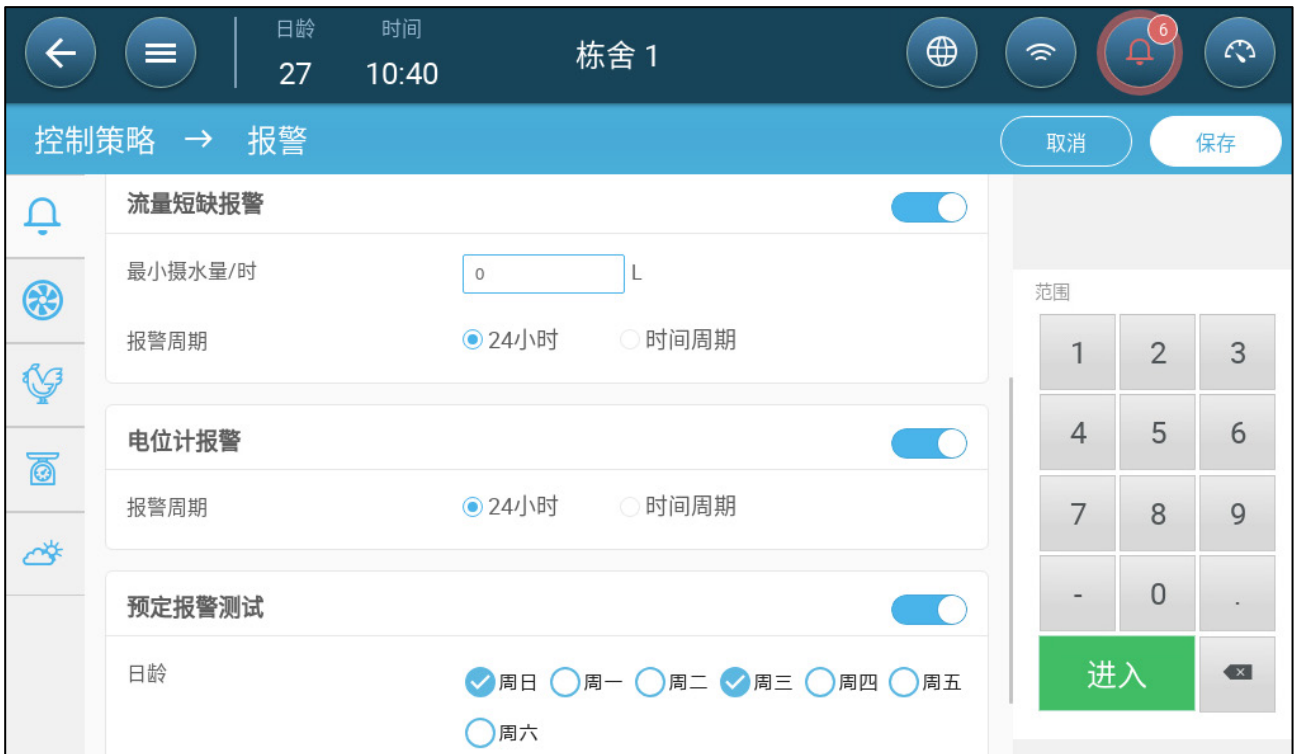 日龄 时间
27 10:40 栋舍 1 6
控制策略 → 报警 取消 保存
流量短缺报警
最小摄水量/时 0 L
范围
报警周期 24小时 时间周期
1 2 3
电位计报警
4 5 6
报警周期 24小时 时间周期
7 8 9
预定报警测试
- 0 .
日龄 周日 周一 周二 周三 周四 周五
周六
进入